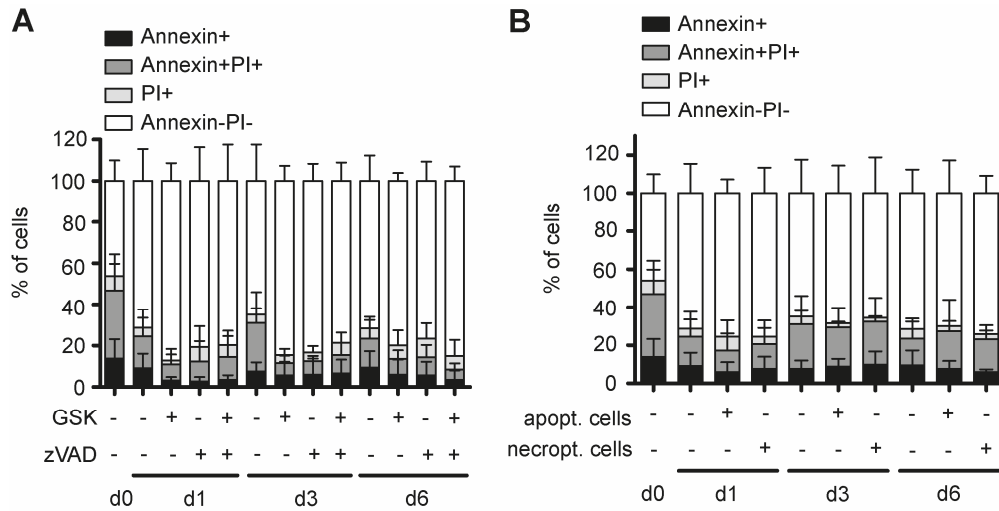 A
Annexin+
Annexin+PI+
PI+
Annexin-PI-
120
100
80
60
40
20
0
% of cells
GSK - - + - + - + - + - + - +
zVAD - - - + + - - + + - - + +
d0 d1 d3 d6
B
Annexin+
Annexin+PI+
PI+
Annexin-PI-
120
100
80
60
40
20
0
% of cells
apopt. cells - - + - - + - - + -
necropt. cells - - - + - - + - - +
d0 d1 d3 d6